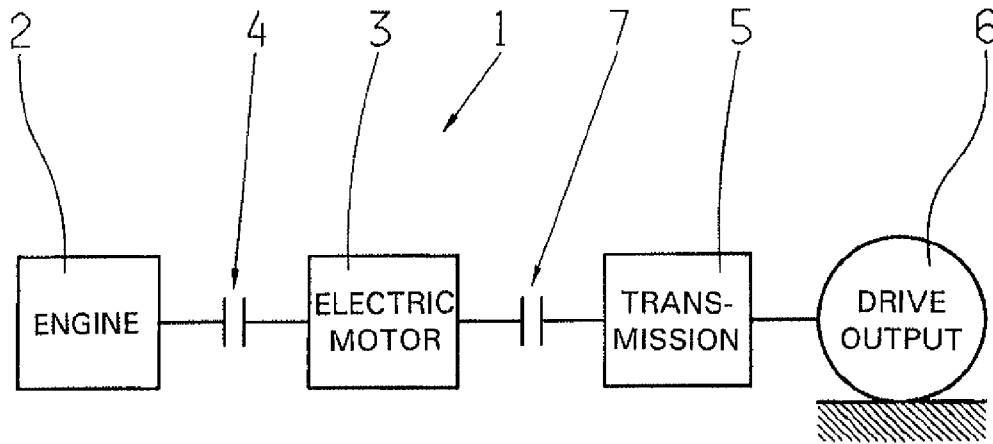 2 4 3 1 7 5 6
ENGINE
ELECTRIC
MOTOR
TRANS-
MISSION
DRIVE
OUTPUT